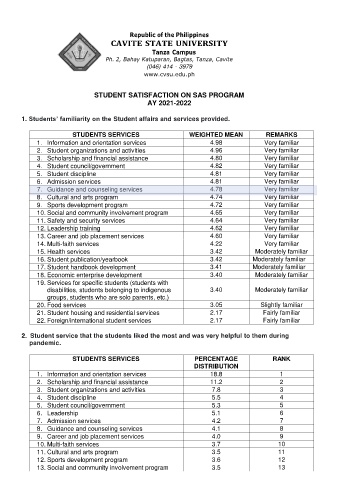 Republic of the Philippines
CAVITE STATE UNIVERSITY
Tanza Campus
Ph. 2, Bahay Katuparan, Bagtas, Tanza, Cavite
(046) 414 - 3979
www.cvsu.edu.ph
STUDENT SATISFACTION ON SAS PROGRAM
AY 2021-2022
1. Students' familiarity on the Student affairs and services provided.
STUDENTS SERVICES WEIGHTED MEAN REMARKS
1. Information and orientation services 4.98 Very familiar
2. Student organizations and activities 4.96 Very familiar
3. Scholarship and financial assistance 4.80 Very familiar
4. Student council/government 4.82 Very familiar
5. Student discipline 4.81 Very familiar
6. Admission services 4.81 Very familiar
7. Guidance and counseling services 4.78 Very familiar
8. Cultural and arts program 4.74 Very familiar
9. Sports development program 4.72 Very familiar
10. Social and community involvement program 4.65 Very familiar
11. Safety and security services 4.64 Very familiar
12. Leadership training 4.62 Very familiar
13. Career and job placement services 4.60 Very familiar
14. Multi-faith services 4.22 Very familiar
15. Health services 3.42 Moderately familiar
16. Student publication/yearbook 3.42 Moderately familiar
17. Student handbook development 3.41 Moderately familiar
18. Economic enterprise development 3.40 Moderately familiar
19. Services for specific students (students with
disabilities, students belonging to indigenous 3.40 Moderately familiar
groups, students who are solo parents, etc.)
20. Food services 3.05 Slightly familiar
21. Student housing and residential services 2.17 Fairly familiar
22. Foreign/International student services 2.17 Fairly familiar
2. Student service that the students liked the most and was very helpful to them during
pandemic.
STUDENTS SERVICES PERCENTAGE DISTRIBUTION RANK
1. Information and orientation services 18.8 1
2. Scholarship and financial assistance 11.2 2
3. Student organizations and activities 7.8 3
4. Student discipline 5.5 4
5. Student council/government 5.3 5
6. Leadership 5.1 6
7. Admission services 4.2 7
8. Guidance and counseling services 4.1 8
9. Career and job placement services 4.0 9
10. Multi-faith services 3.7 10
11. Cultural and arts program 3.5 11
12. Sports development program 3.6 12
13. Social and community involvement program 3.5 13